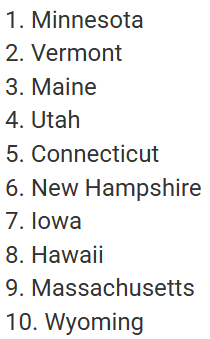 1. Minnesota
2. Vermont
3. Maine
4. Utah
5. Connecticut
6. New Hampshire
7. Iowa
8. Hawaii
9. Massachusetts
10. Wyoming